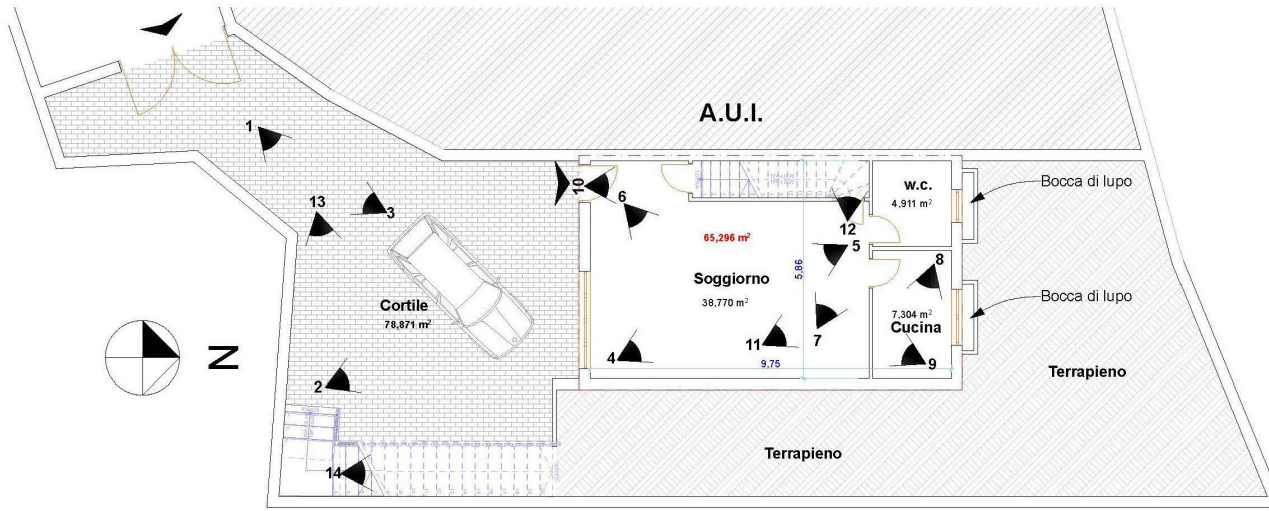 A.U.I.
1
13
3
10
6
12
5
w.c.
4,911 m²
Bocca di lupo
65,296 m²
5,86
8
Soggiorno
38,770 m²
Cortile
78,871 m²
Bocca di lupo
7,304 m²
Cucina
N
4
11
7
9
9,75
2
Terrapieno
Terrapieno
14